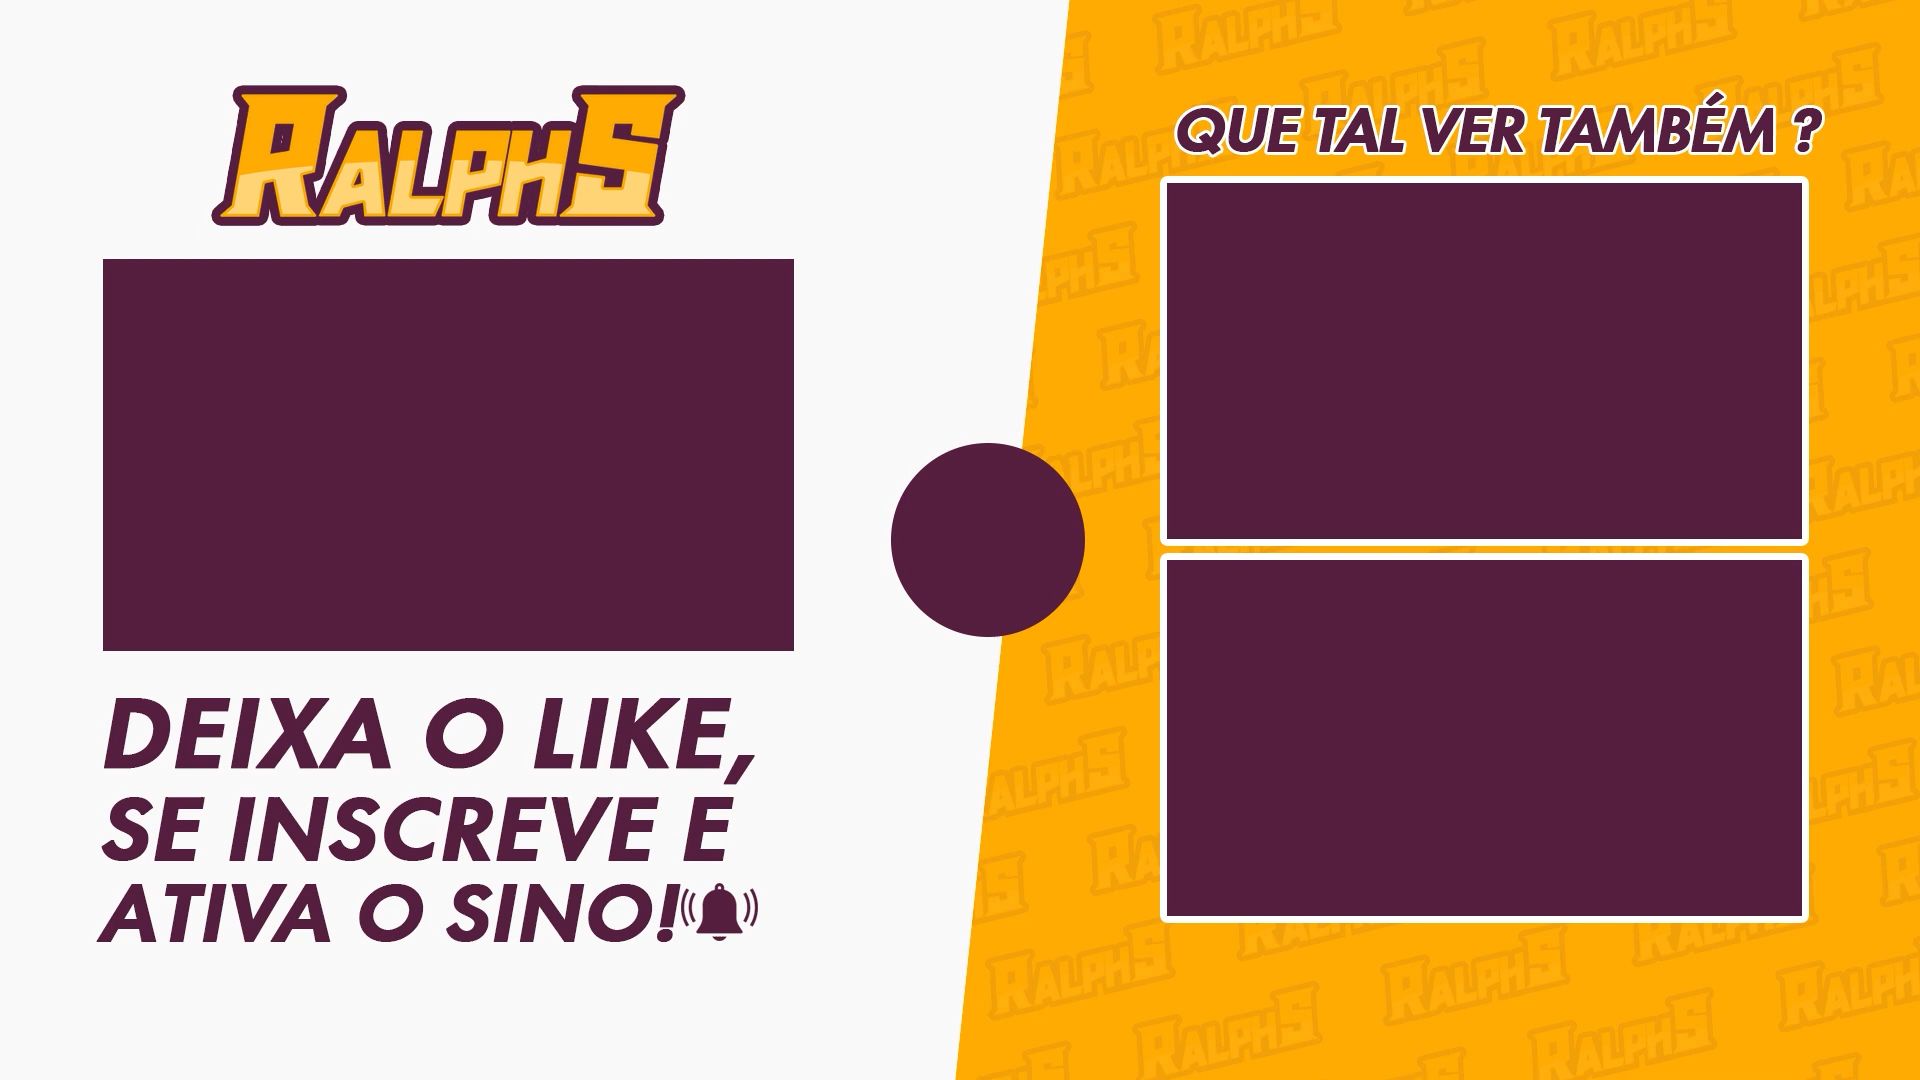 RALPHS
DEIXA O LIKE,
SE INSCREVE E
ATIVA O SINO!
QUE TAL VER TAMBÉM ?